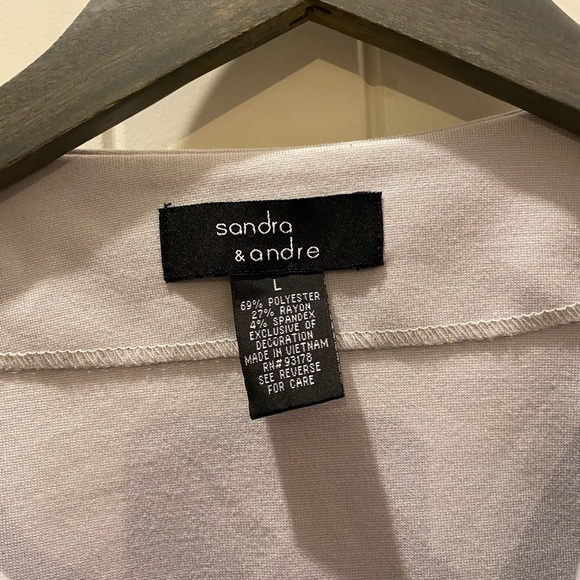 sandra
& andre
L
69% POLYESTER
27% RAYON
4% SPANDEX
EXCLUSIVE OF
DECORATION
MADE IN VIETNAM
RN# 93178
SEE REVERSE
FOR CARE